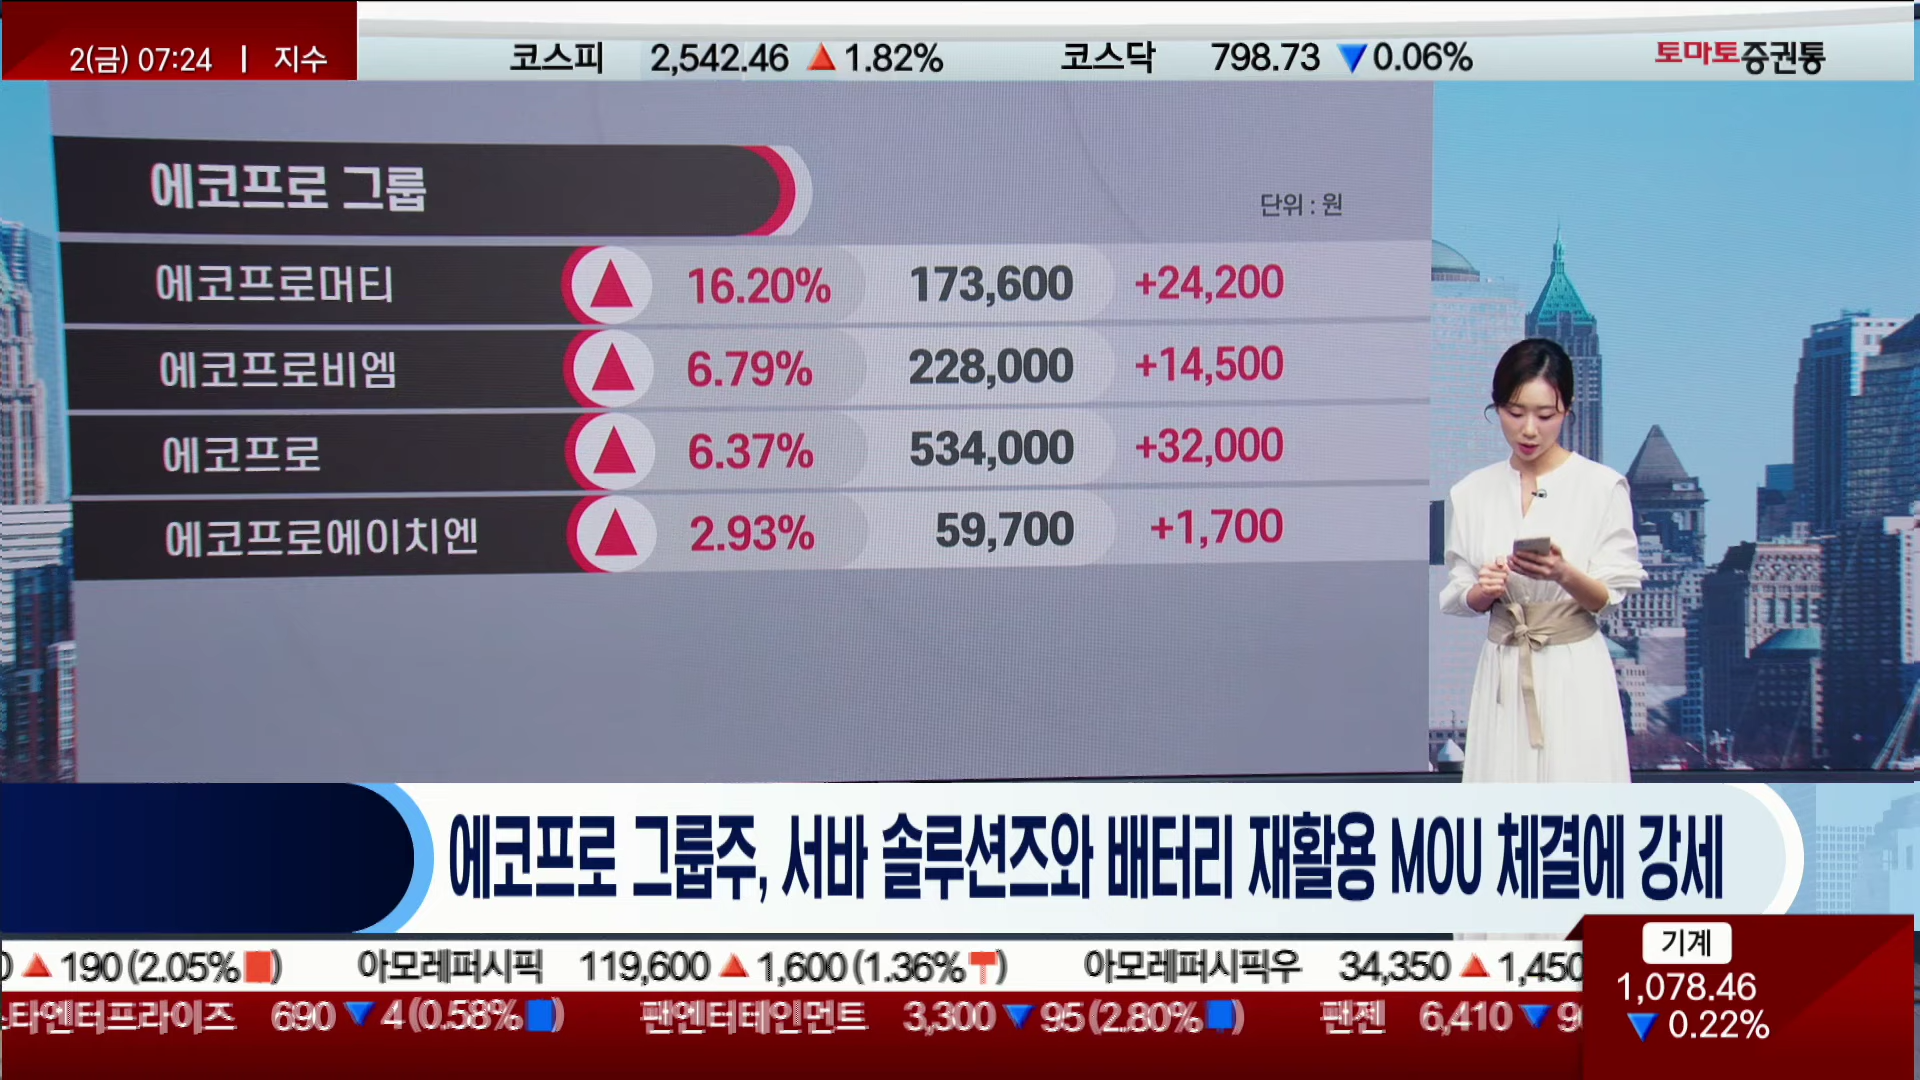 2(금) 07:24 | 지수
코스피 2,542.46 ▲ 1.82% 코스닥 798.73 ▼ 0.06%
토마토증권통
에코프로 그룹
단위 : 원
에코프로머티 ▲ 16.20% 173,600 +24,200
에코프로비엠 ▲ 6.79% 228,000 +14,500
에코프로 ▲ 6.37% 534,000 +32,000
에코프로에이치엔 ▲ 2.93% 59,700 +1,700
에코프로 그룹주, 서바 솔루션즈와 배터리 재활용 MOU 체결에 강세
▲ 190 (2.05%) 아모레퍼시픽 119,600 ▲ 1,600 (1.36%) 아모레퍼시픽우 34,350 ▲ 1,450
타엔터프라이즈 690 ▼ 4 (0.58%) 팬엔터테인먼트 3,300 ▼ 95 (2.80%) 팬젠 6,410 ▼
기계
1,078.46
▼ 0.22%